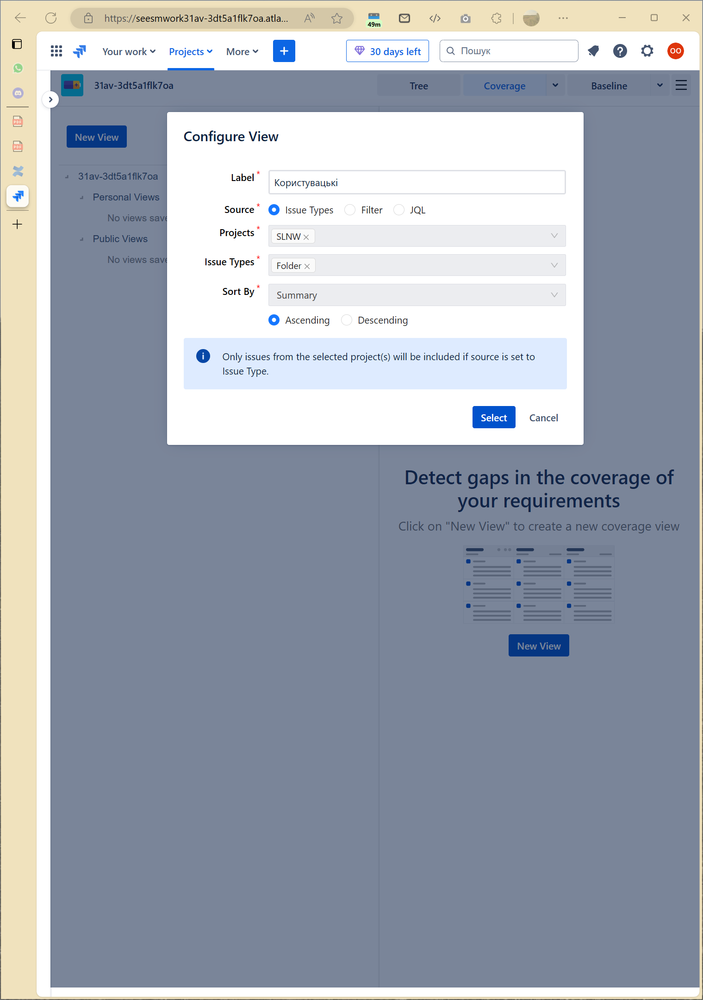 https://seesmwork31av-3dt5a1flk7oa.atla...
49m
Your work
Projects
More
30 days left
Пошук
OO
31av-3dt5a1flk7oa
Tree
Coverage
Baseline
New View
31av-3dt5a1flk7oa
Personal Views
No views save
Public Views
No views save
PDF
PDF
Configure View
Label *
Користувацькі
Source *
Issue Types
Filter
JQL
Projects *
SLNW
Issue Types *
Folder
Sort By *
Summary
Ascending
Descending
Only issues from the selected project(s) will be included if source is set to
Issue Type.
Select
Cancel
Detect gaps in the coverage of
your requirements
Click on "New View" to create a new coverage view
New View